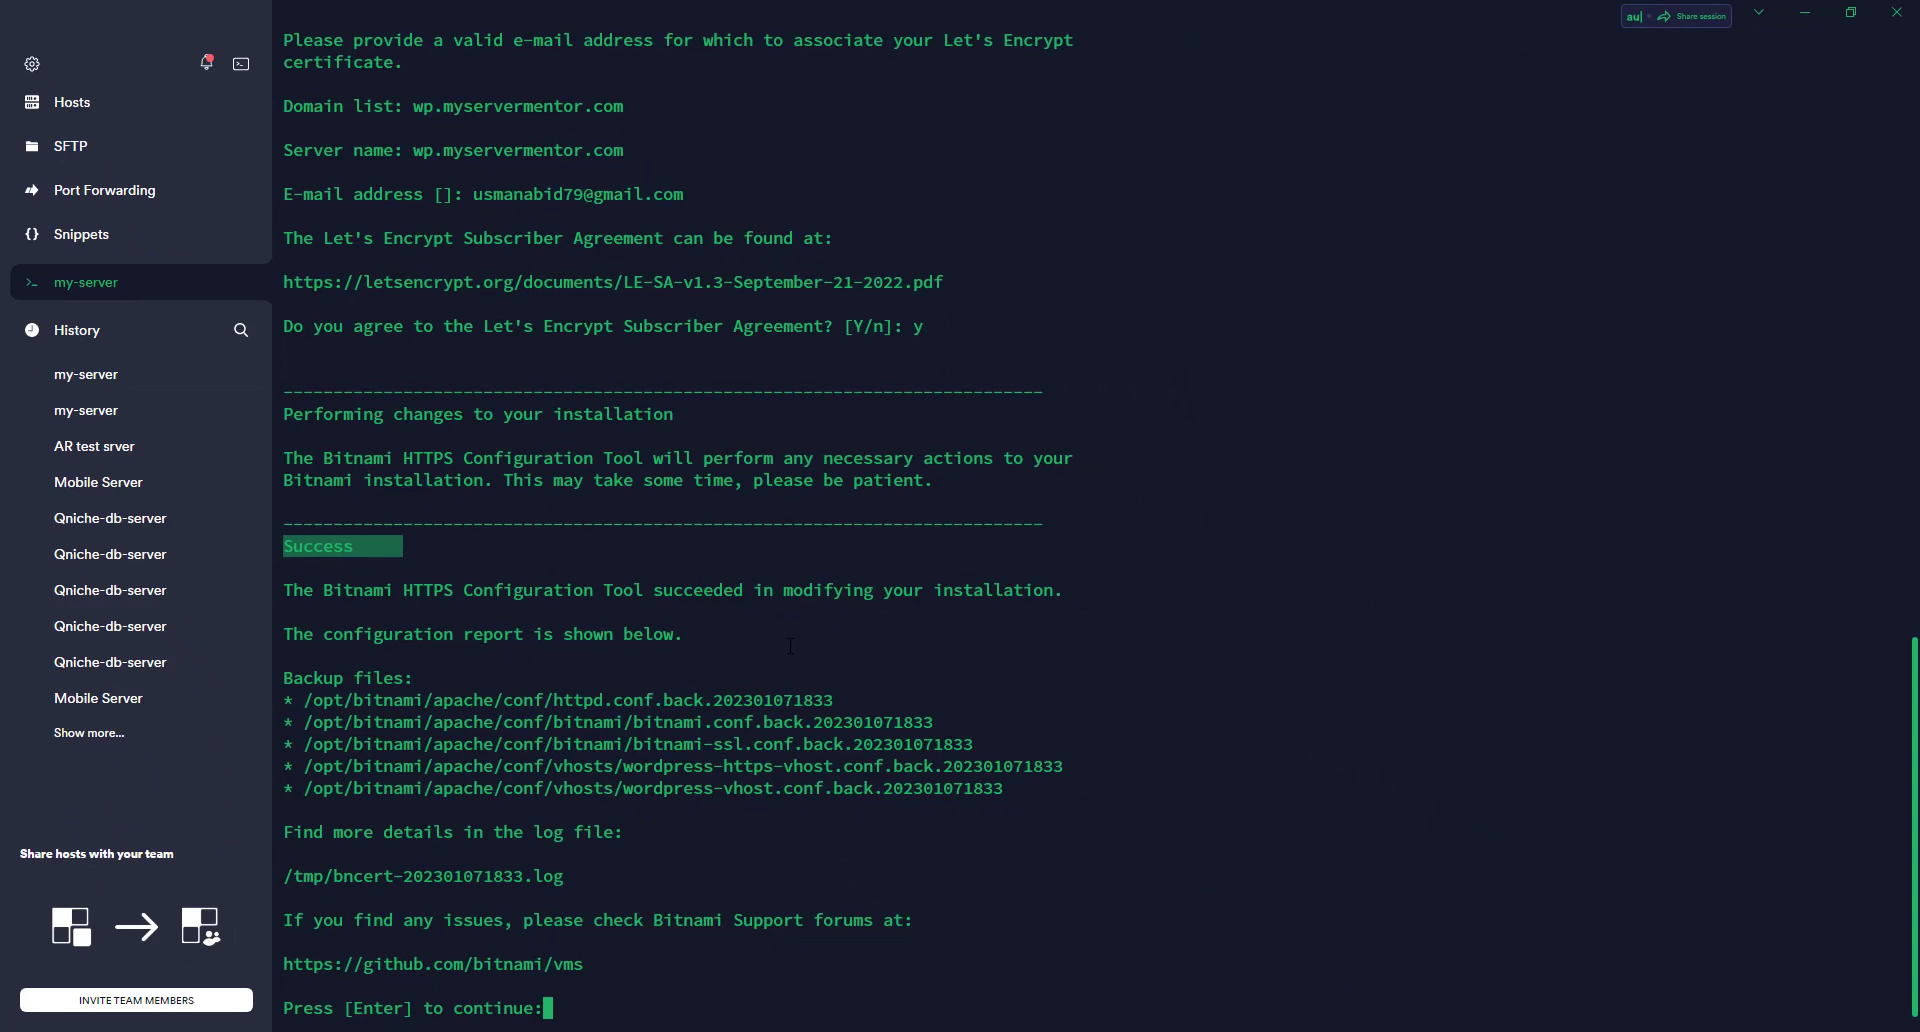 au|
Share session
Hosts
SFTP
Port Forwarding
{} Snippets
>_ my-server
History
my-server
my-server
AR test srver
Mobile Server
Qniche-db-server
Qniche-db-server
Qniche-db-server
Qniche-db-server
Qniche-db-server
Mobile Server
Show more...
Share hosts with your team
INVITE TEAM MEMBERS
Please provide a valid e-mail address for which to associate your Let's Encrypt
certificate.
Domain list: wp.myservermentor.com
Server name: wp.myservermentor.com
E-mail address []: usmanabid79@gmail.com
The Let's Encrypt Subscriber Agreement can be found at:
https://letsencrypt.org/documents/LE-SA-v1.3-September-21-2022.pdf
Do you agree to the Let's Encrypt Subscriber Agreement? [Y/n]: y
----------------------------------------------------------------------------
Performing changes to your installation
The Bitnami HTTPS Configuration Tool will perform any necessary actions to your
Bitnami installation. This may take some time, please be patient.
----------------------------------------------------------------------------
Success
The Bitnami HTTPS Configuration Tool succeeded in modifying your installation.
The configuration report is shown below.
Backup files:
* /opt/bitnami/apache/conf/httpd.conf.back.202301071833
* /opt/bitnami/apache/conf/bitnami/bitnami.conf.back.202301071833
* /opt/bitnami/apache/conf/bitnami/bitnami-ssl.conf.back.202301071833
* /opt/bitnami/apache/conf/vhosts/wordpress-https-vhost.conf.back.202301071833
* /opt/bitnami/apache/conf/vhosts/wordpress-vhost.conf.back.202301071833
Find more details in the log file:
/tmp/bncert-202301071833.log
If you find any issues, please check Bitnami Support forums at:
https://github.com/bitnami/vms
Press [Enter] to continue: